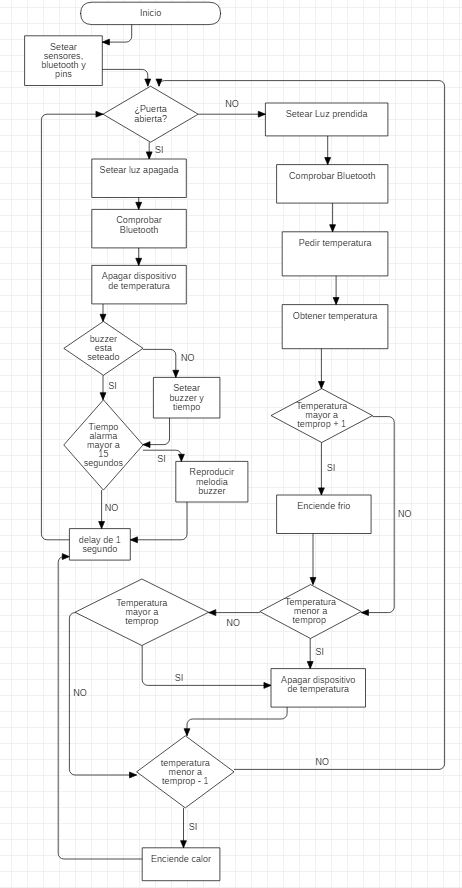 Inicio
Setear
sensores,
bluetooth y
pins
¿Puerta
abierta?
NO
Setear Luz prendida
SI
Setear luz apagada
Comprobar Bluetooth
Comprobar
Bluetooth
Pedir temperatura
Apagar dispositivo
de temperatura
Obtener temperatura
buzzer
esta
seteado
NO
SI
Setear
buzzer y
tiempo
Temperatura
mayor a
temprop + 1
Tiempo
alarma
mayor a
15
segundos
SI
Reproducir
melodia
buzzer
SI
NO
Enciende frio
NO
delay de 1
segundo
Temperatura
mayor a
temprop
NO
Temperatura
menor a
temprop
SI
SI
Apagar dispositivo
de temperatura
NO
temperatura
menor a
temprop - 1
NO
SI
Enciende calor